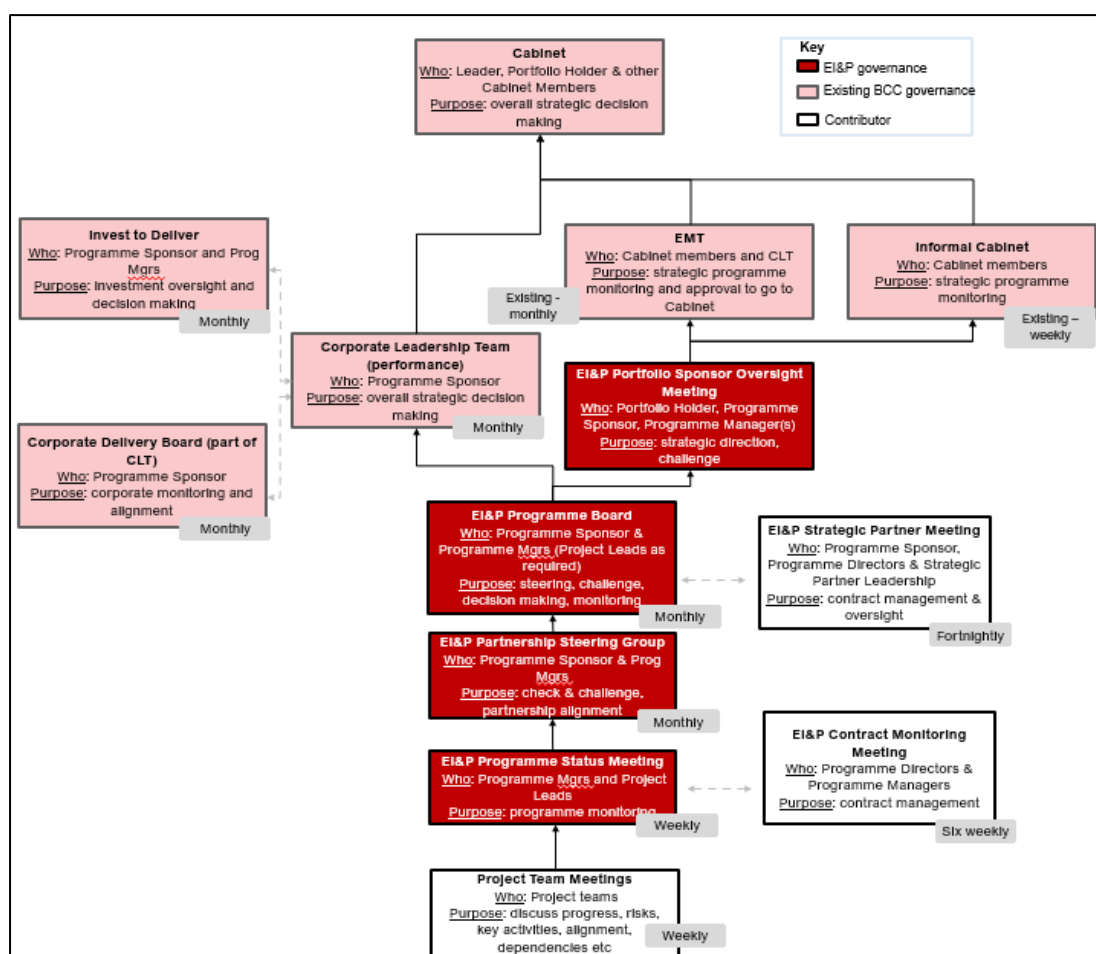 Cabinet
Who: Leader, Portfolio Holder & other
Cabinet Members
Purpose: overall strategic decision
making
Key
EI&P governance
Existing BCC governance
Contributor
Invest to Deliver
Who: Programme Sponsor and Prog
Mgrs
Purpose: Investment oversight and
decision making
Monthly
EMT
Who: Cabinet members and CLT
Purpose: strategic programme
monitoring and approval to go to
Cabinet
Existing -
monthly
Informal Cabinet
Who: Cabinet members
Purpose: strategic programme
monitoring
Existing –
weekly
Corporate Leadership Team
(performance)
Who: Programme Sponsor
Purpose: overall strategic decision
making
Monthly
EI&P Portfolio Sponsor Oversight
Meeting
Who: Portfolio Holder, Programme
Sponsor, Programme Manager(s)
Purpose: strategic direction,
challenge
Corporate Delivery Board (part of
CLT)
Who: Programme Sponsor
Purpose: corporate monitoring and
alignment
Monthly
EI&P Programme Board
Who: Programme Sponsor &
Programme Mgrs (Project Leads as
required)
Purpose: steering, challenge,
decision making, monitoring
Monthly
EI&P Strategic Partner Meeting
Who: Programme Sponsor,
Programme Directors & Strategic
Partner Leadership
Purpose: contract management &
oversight
Fortnightly
EI&P Partnership Steering Group
Who: Programme Sponsor & Prog
Mgrs
Purpose: check & challenge,
partnership alignment
Monthly
EI&P Contract Monitoring
Meeting
Who: Programme Directors &
Programme Managers
Purpose: contract management
Six weekly
EI&P Programme Status Meeting
Who: Programme Mgrs and Project
Leads
Purpose: programme monitoring
Weekly
Project Team Meetings
Who: Project teams
Purpose: discuss progress, risks,
key activities, alignment,
dependencies etc
Weekly